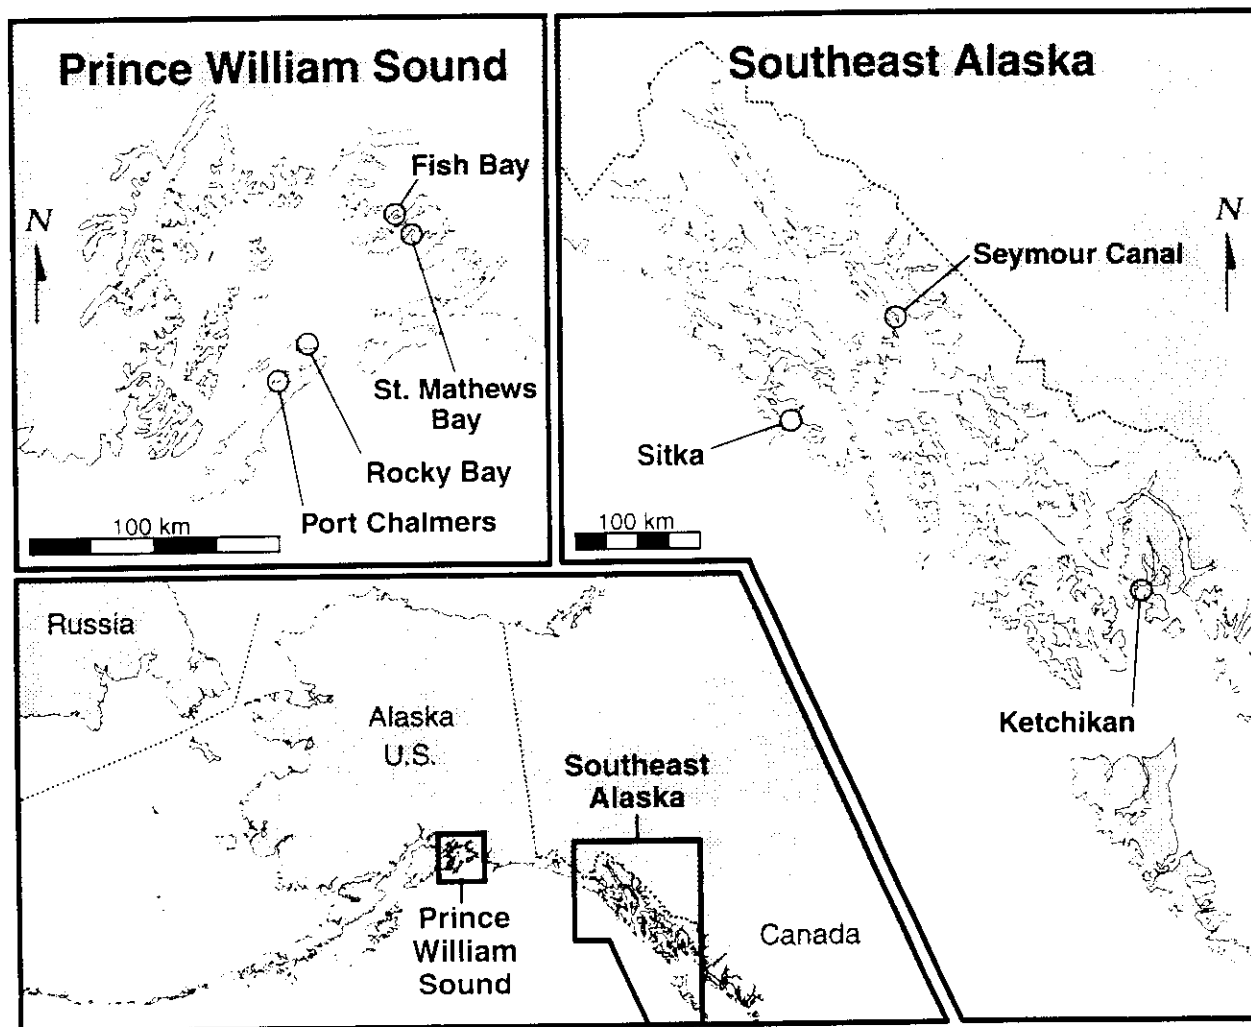 Prince William Sound
Fish Bay
N
St. Mathews
Bay
Rocky Bay
Port Chalmers
100 km
Southeast Alaska
N
Seymour Canal
Sitka
100 km
Ketchikan
Russia
Alaska
U.S.
Southeast
Alaska
Prince
William
Sound
Canada